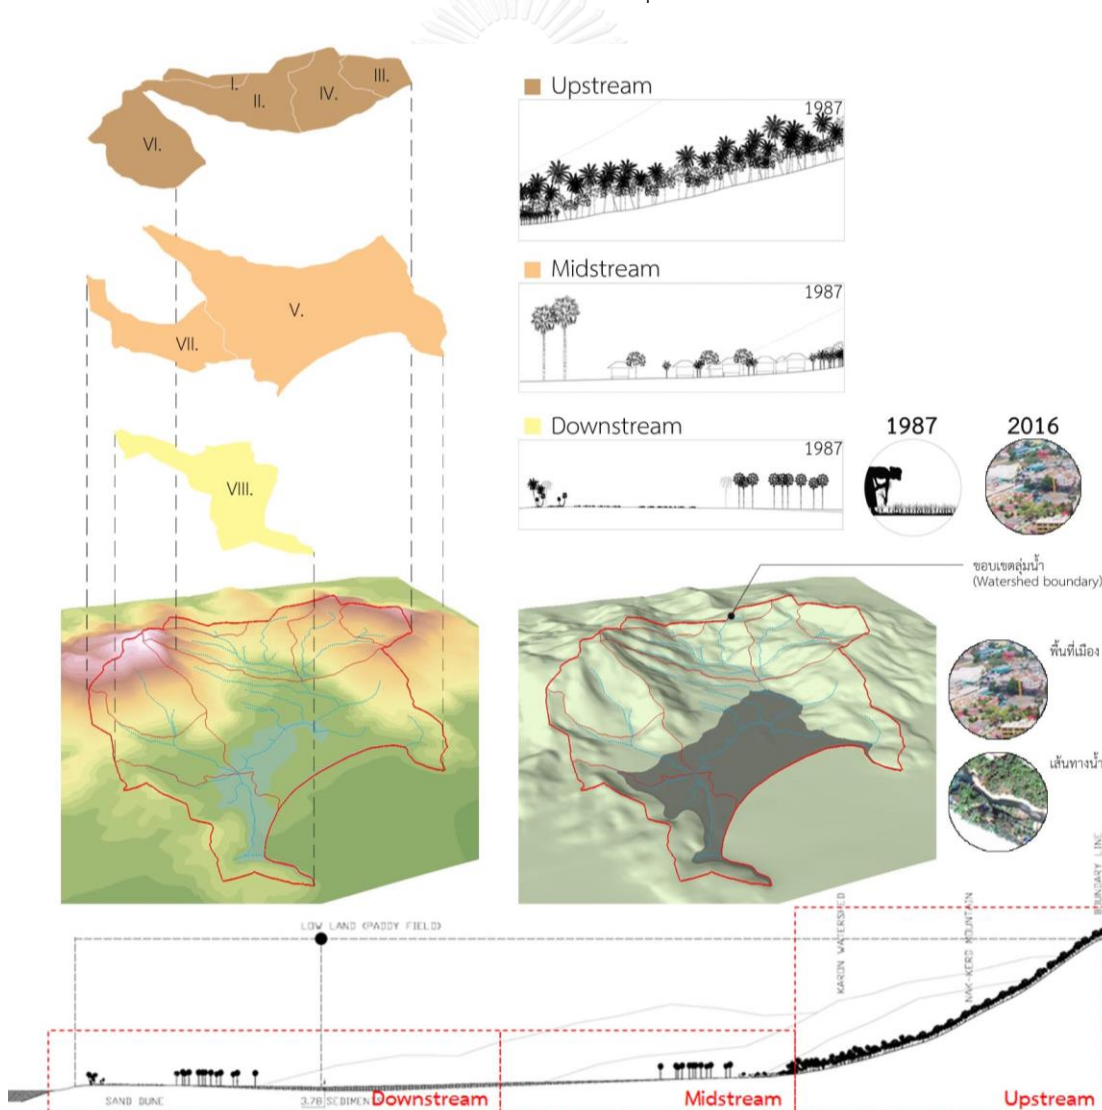 I.
II.
III.
IV.
VI.
Upstream
1987
V.
VII.
Midstream
1987
VIII.
Downstream
1987
1987
2016
ขอบเขตลุ่มน้ำ
(Watershed boundary)
พื้นที่เมือง
เส้นทางน้ำ
LOW LAND (PADDY FIELD)
KARON WATERSHED
NAK-KERD MOUNTAIN
BOUNDARY LINE
SAND DUNE
3.78 SEDIMENT
Downstream
Midstream
Upstream